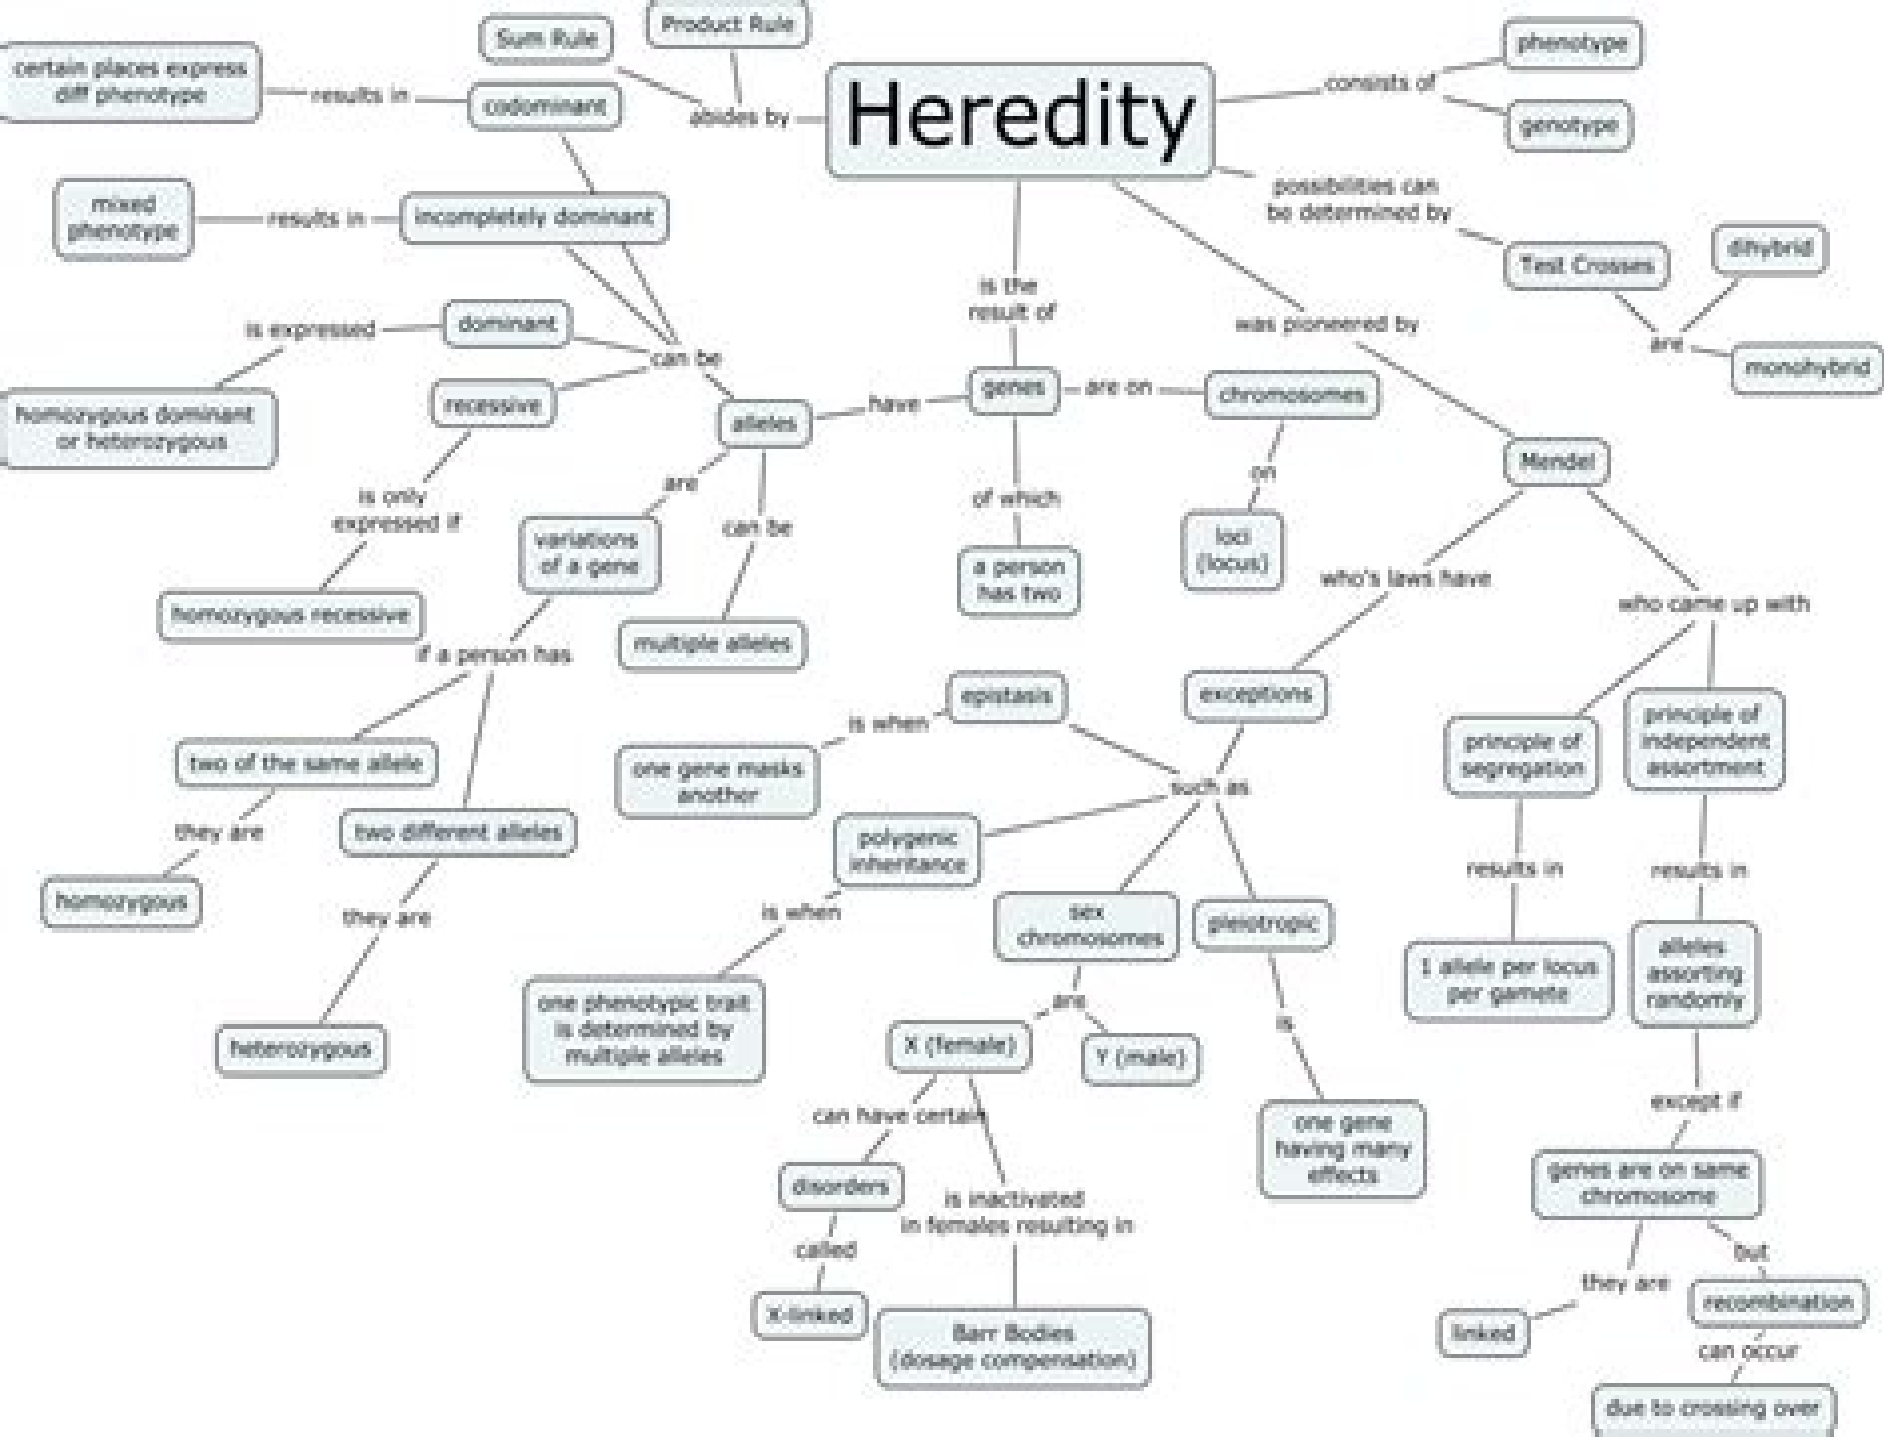 Product Rule
Sum Rule
phenotype
certain places express
diff phenotype
results in
codominant
abides by
Heredity
consists of
genotype
mixed
phenotype
results in
incompletely dominant
possibilities can
be determined by
Test Crosses
dihybrid
are
monohybrid
is the
result of
was pioneered by
is expressed
dominant
can be
homozygous dominant
or heterozygous
recessive
alleles
have
genes
are on
chromosomes
on
loci
(locus)
Mendel
is only
expressed if
are
variations
of a gene
can be
of which
a person
has two
homozygous recessive
if a person has
multiple alleles
who's laws have
who came up with
epistasis
is when
one gene masks
another
exceptions
such as
principle of
segregation
principle of
independent
assortment
two of the same allele
they are
two different alleles
homozygous
they are
heterozygous
polygenic
inheritance
is when
one phenotypic trait
is determined by
multiple alleles
sex
chromosomes
pleiotropic
results in
results in
1 allele per locus
per gamete
alleles
assorting
randomly
are
X (female)
Y (male)
is
one gene
having many
effects
can have certain
disorders
called
X-linked
is inactivated
in females resulting in
Barr Bodies
(dosage compensation)
except if
genes are on same
chromosome
they are
linked
but
recombination
can occur
due to crossing over